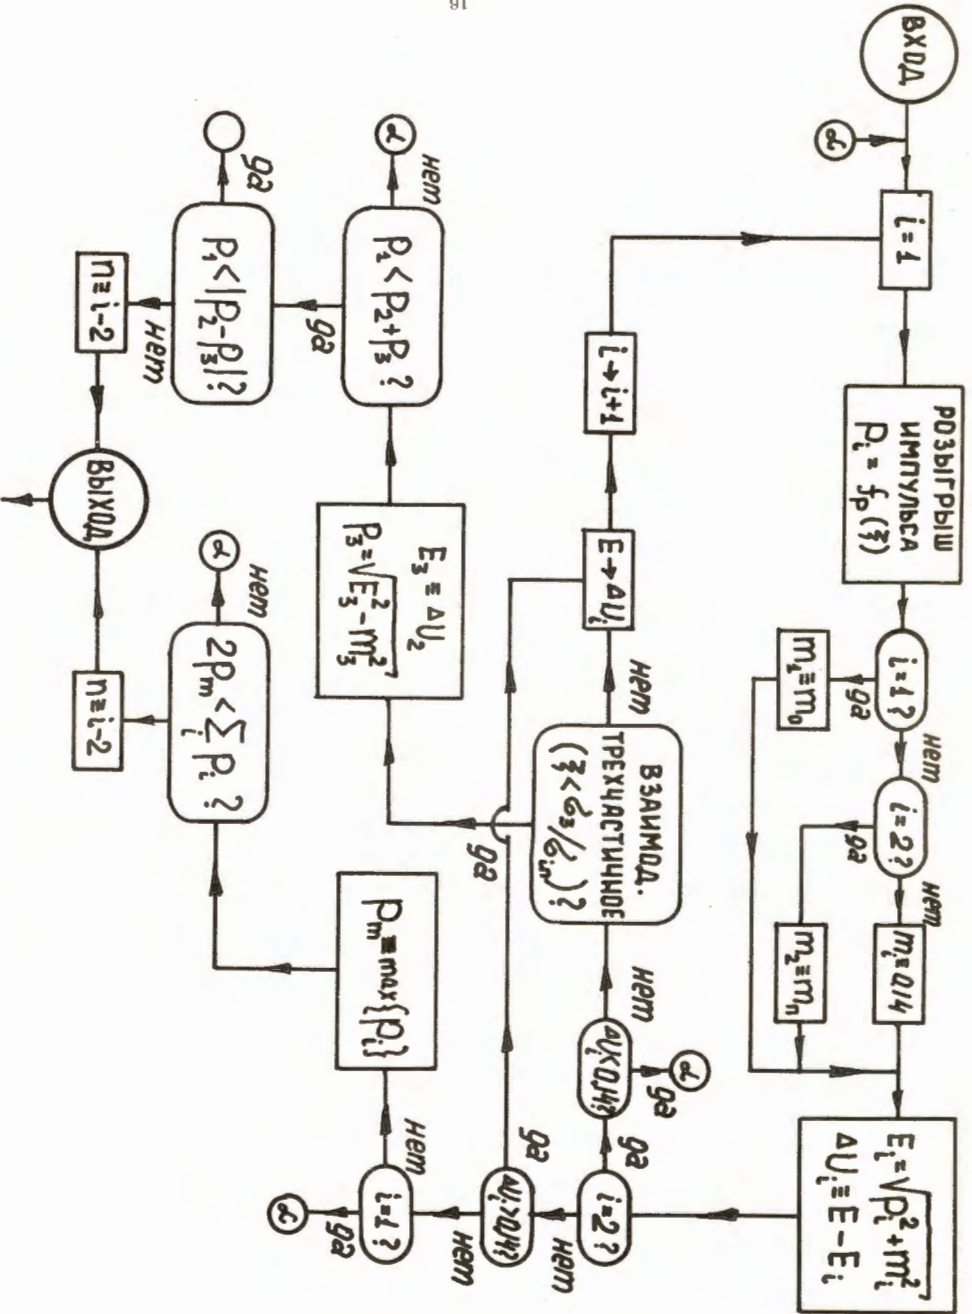 16
ВХОД
α
i=1
РОЗЫГРЫШ
ИМПУЛЬСА
Pᵢ = fₚ(ξ)
i=1?
да
нет
m₁≡m₀
i=2?
да
нет
m₂≡mₙ
mᵢ≡0,14
Eᵢ=√pᵢ²+mᵢ²
ΔUᵢ≡E−Eᵢ
i=2?
да
нет
ΔUᵢ<0,14?
да
α
нет
ВЗАИМОД.
ТРЕХЧАСТИЧНОЕ
(ξ<σ₃/σᵢₙ)?
нет
да
E→ΔUᵢ
i→i+1
ΔUᵢ>0,14?
да
нет
i=1?
да
α
нет
Pₘ≡max{pᵢ}
2Pₘ<∑ᵢ Pᵢ?
нет
α
n≡i−2
E₃≡ΔU₂
P₃=√E₃²−m₃²
P₁<P₂+P₃?
нет
α
да
P₁<|P₂−P₃|?
да
нет
n≡i−2
ВЫХОД